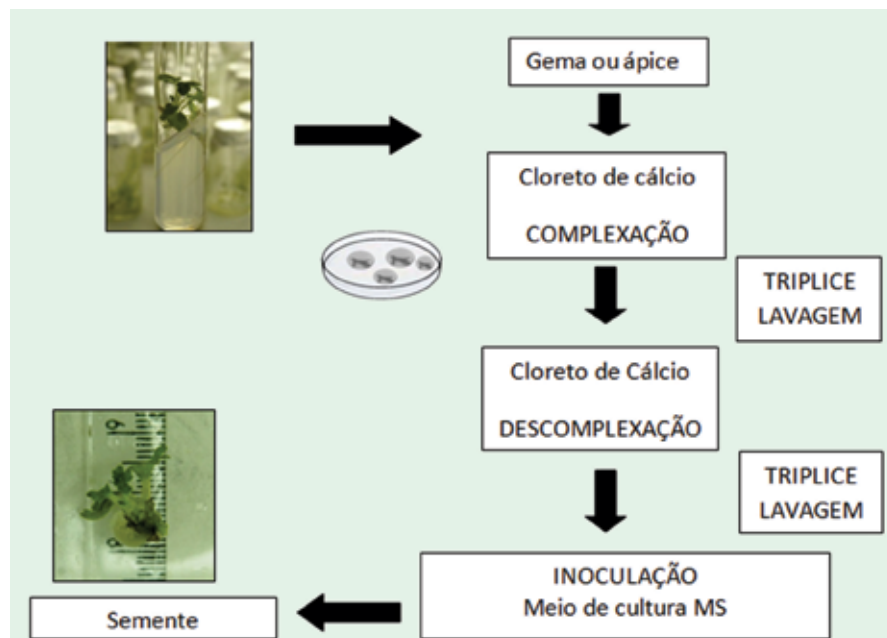 Gema ou ápice
Cloreto de cálcio
COMPLEXAÇÃO
TRIPLICE
LAVAGEM
Cloreto de Cálcio
DESCOMPLEXAÇÃO
TRIPLICE
LAVAGEM
INOCULAÇÃO
Meio de cultura MS
Semente